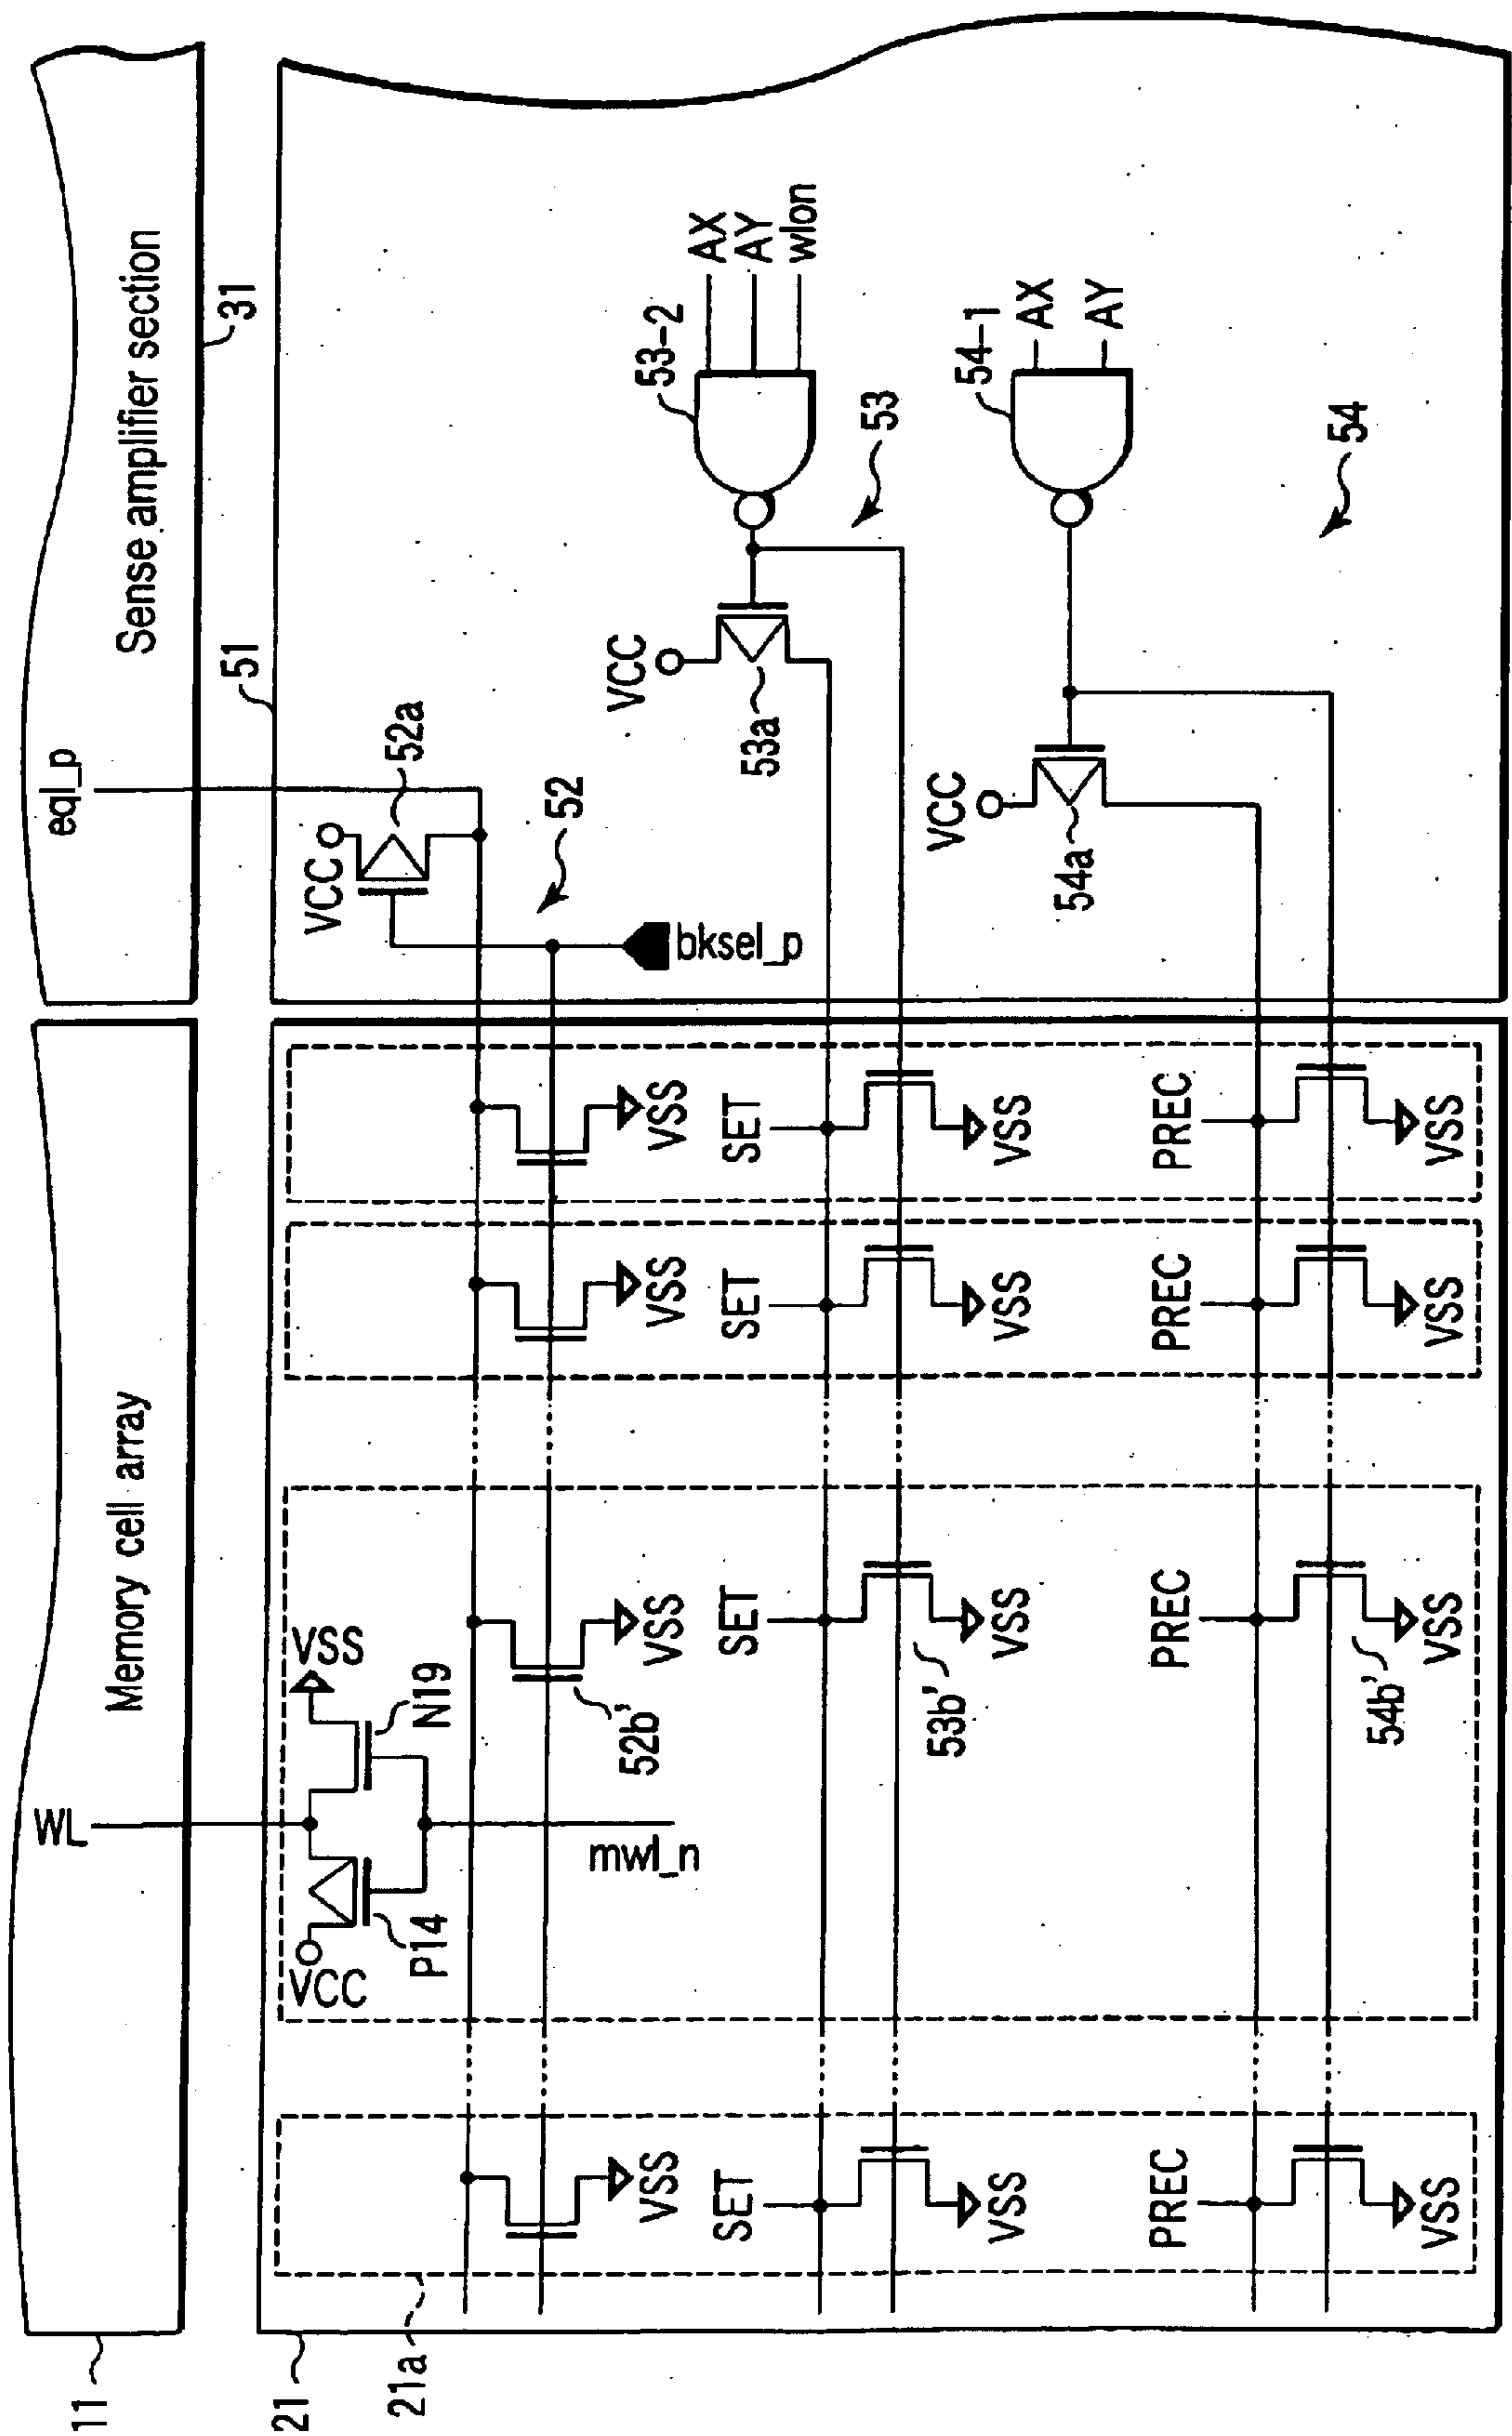 11
Memory cell array
WL
Sense amplifier section
31
eql_p
21
21a
51
VCC
P14
VSS
N19
mwl_n
VCC
52a
52
bksel_p
VSS
52b'
VSS
VSS
VSS
SET
VSS
SET
53b'
VSS
SET
VSS
SET
VSS
VCC
53a
53-2
AX
AY
wlon
53
PREC
VSS
PREC
54b'
VSS
PREC
VSS
PREC
VSS
VCC
54a
54-1
AX
AY
54